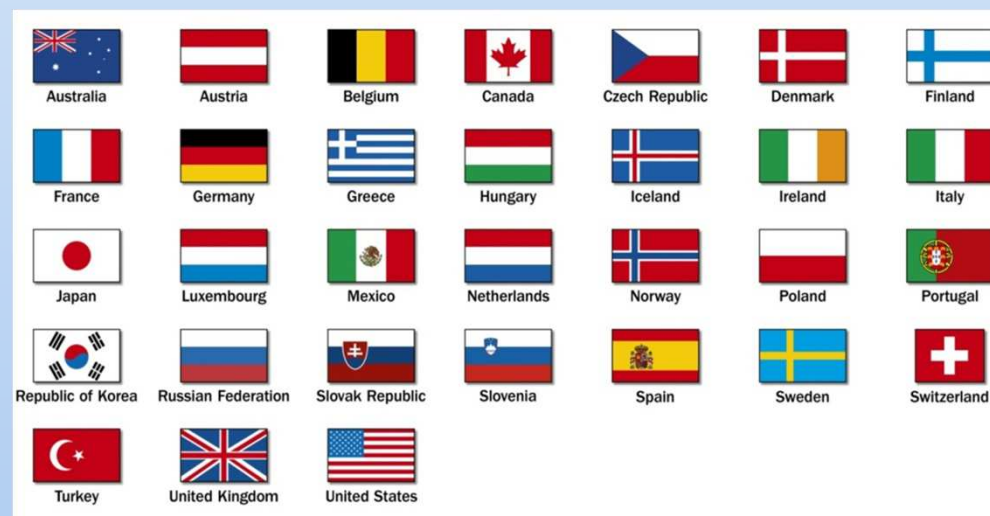 Australia Austria Belgium Canada Czech Republic Denmark Finland
France Germany Greece Hungary Iceland Ireland Italy
Japan Luxembourg Mexico Netherlands Norway Poland Portugal
Republic of Korea Russian Federation Slovak Republic Slovenia Spain Sweden Switzerland
Turkey United Kingdom United States